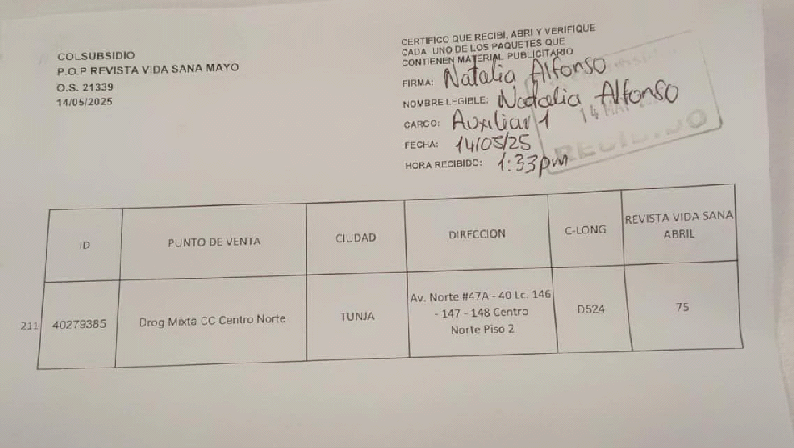 COLSUBSIDIO
P.O.P REVISTA VIDA SANA MAYO
O.S. 21339
14/05/2025
CERTIFICO QUE RECIBI, ABRI Y VERIFIQUE
CADA UNO DE LOS PAQUETES QUE
CONTIENEN MATERIAL PUBLICITARIO
FIRMA: Natalia Alfonso
NOMBRE LEGIBLE: Natalia Alfonso
CARGO: Auxiliar 1
FECHA: 14/05/25
HORA RECIBIDO: 1:33pm
14
RECIBIDO
ID PUNTO DE VENTA CIUDAD DIRECCION C-LONG REVISTA VIDA SANA
ABRIL
211 40279385 Drog Mixta CC Centro Norte TUNJA Av. Norte #47A - 40 Lc. 146
- 147 - 148 Centro
Norte Piso 2 D524 75